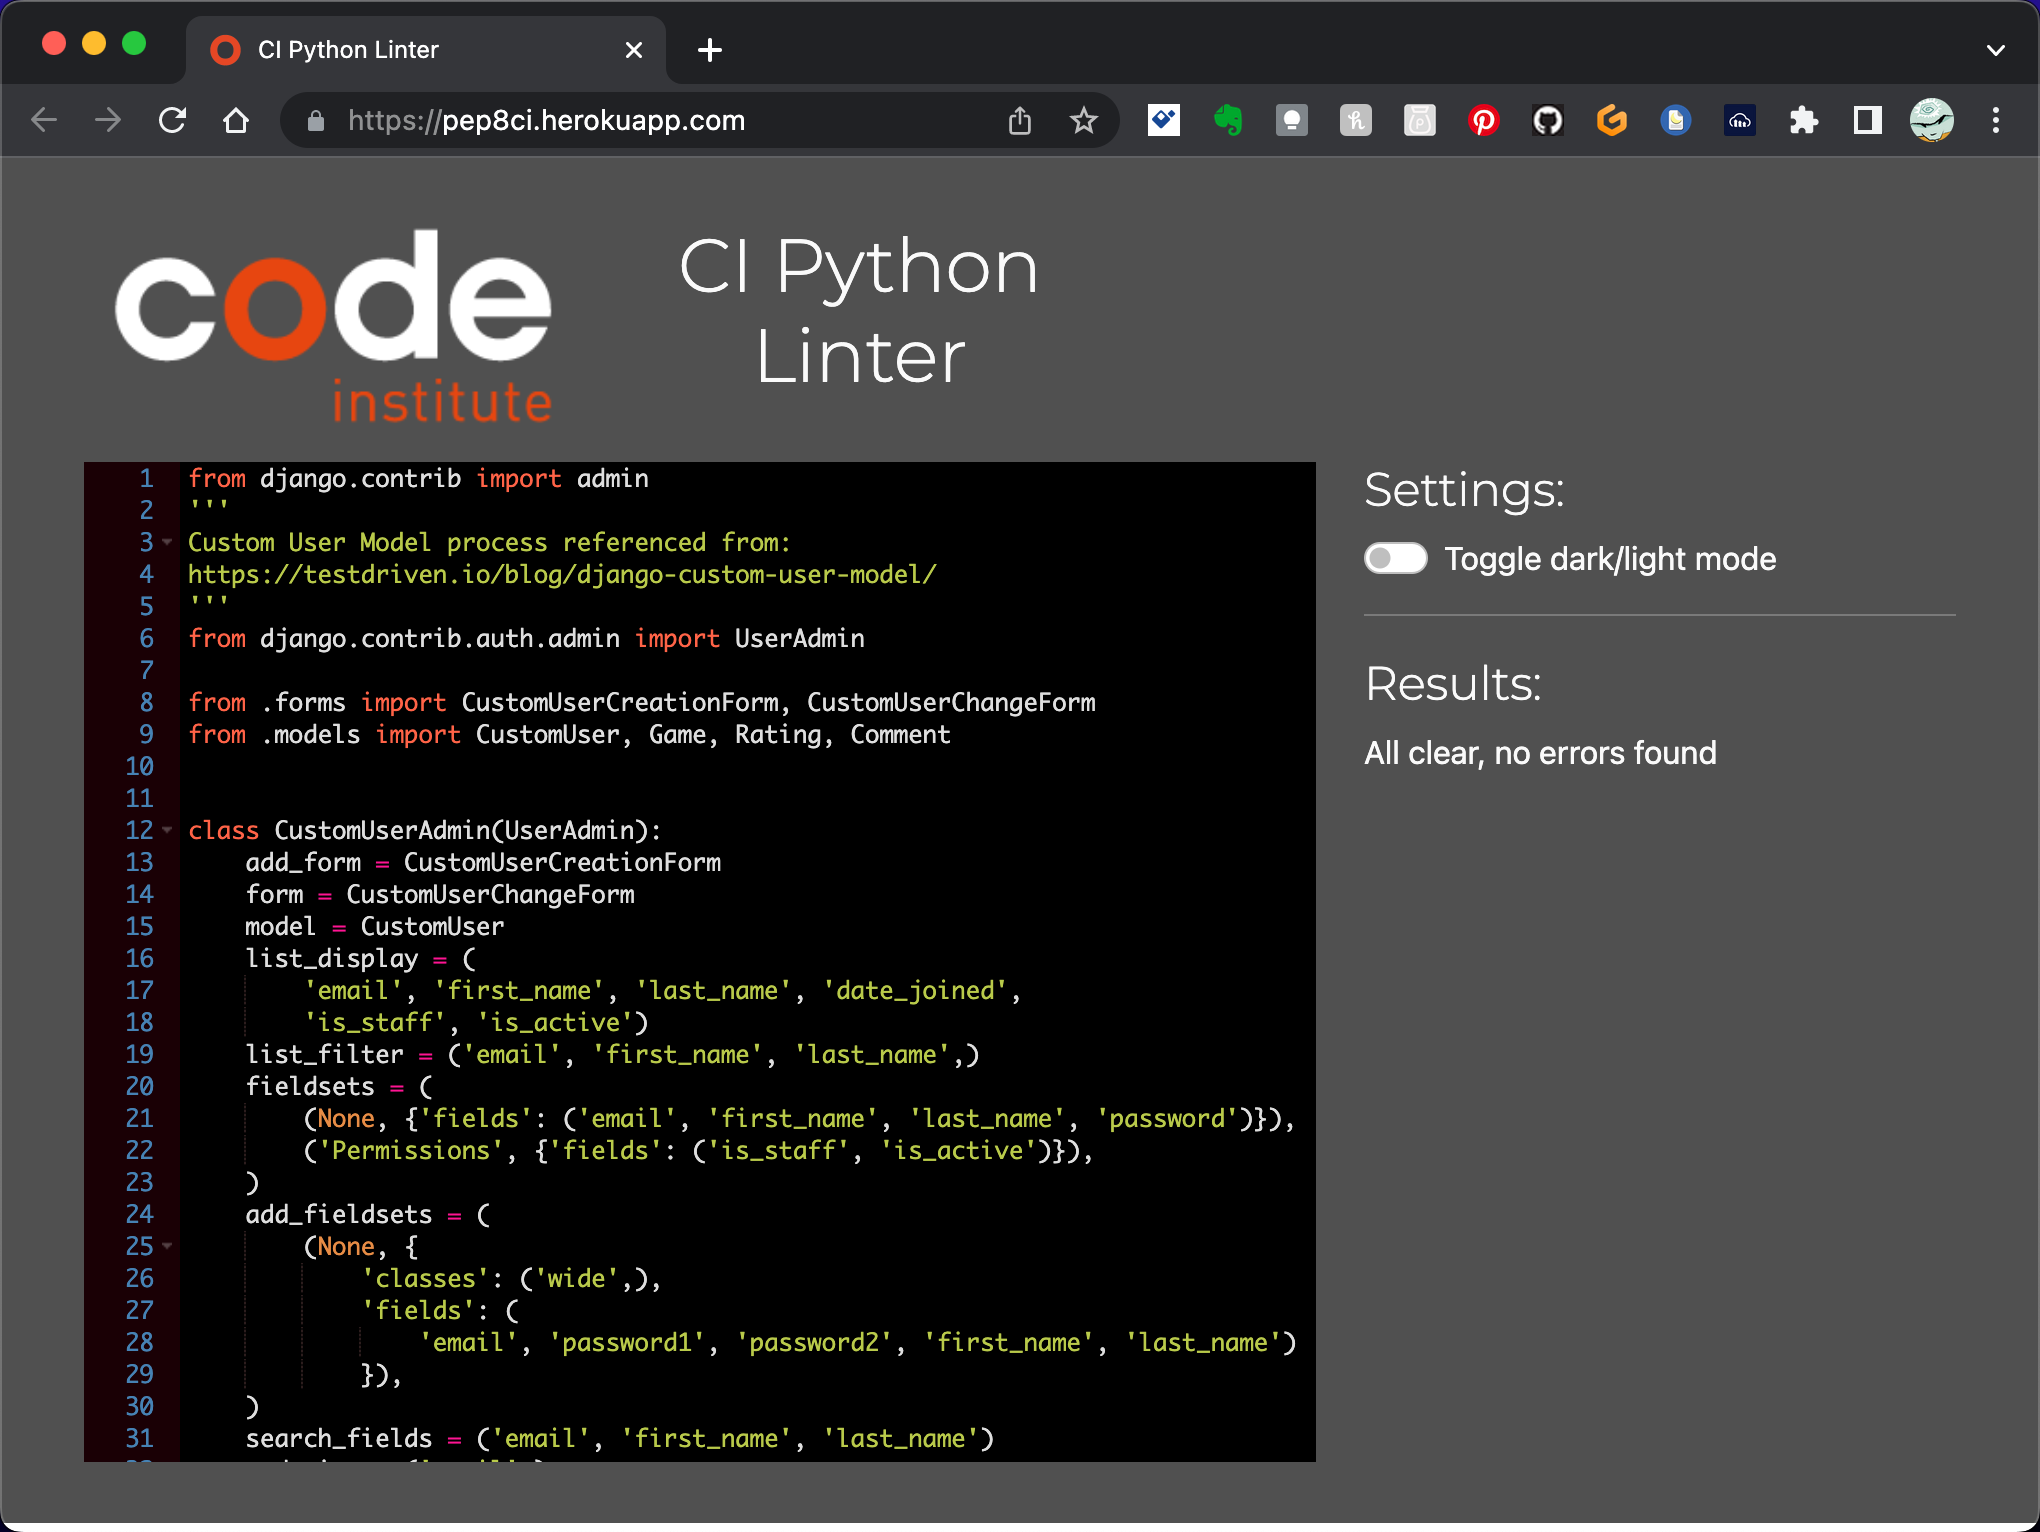 CI Python Linter
https://pep8ci.herokuapp.com
code
institute
CI Python
Linter
1 from django.contrib import admin
2 '''
3 Custom User Model process referenced from:
4 https://testdriven.io/blog/django-custom-user-model/
5 '''
6 from django.contrib.auth.admin import UserAdmin
7
8 from .forms import CustomUserCreationForm, CustomUserChangeForm
9 from .models import CustomUser, Game, Rating, Comment
10
11
12 class CustomUserAdmin(UserAdmin):
13     add_form = CustomUserCreationForm
14     form = CustomUserChangeForm
15     model = CustomUser
16     list_display = (
17         'email', 'first_name', 'last_name', 'date_joined',
18         'is_staff', 'is_active')
19     list_filter = ('email', 'first_name', 'last_name',)
20     fieldsets = (
21         (None, {'fields': ('email', 'first_name', 'last_name', 'password')}),
22         ('Permissions', {'fields': ('is_staff', 'is_active')}),
23     )
24     add_fieldsets = (
25         (None, {
26             'classes': ('wide',),
27             'fields': (
28                 'email', 'password1', 'password2', 'first_name', 'last_name')
29             }),
30     )
31     search_fields = ('email', 'first_name', 'last_name')
Settings:
Toggle dark/light mode
Results:
All clear, no errors found